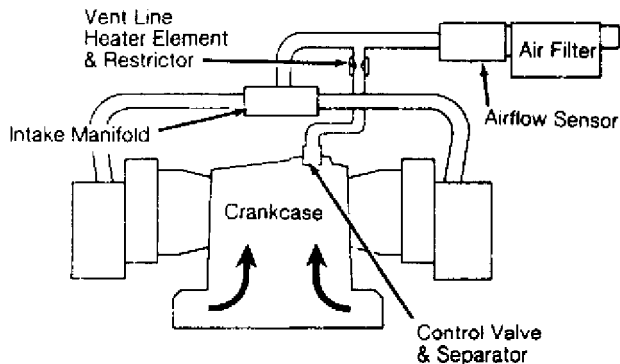 Vent Line
Heater Element
& Restrictor
Air Filter
Airflow Sensor
Intake Manifold
Crankcase
Control Valve
& Separator